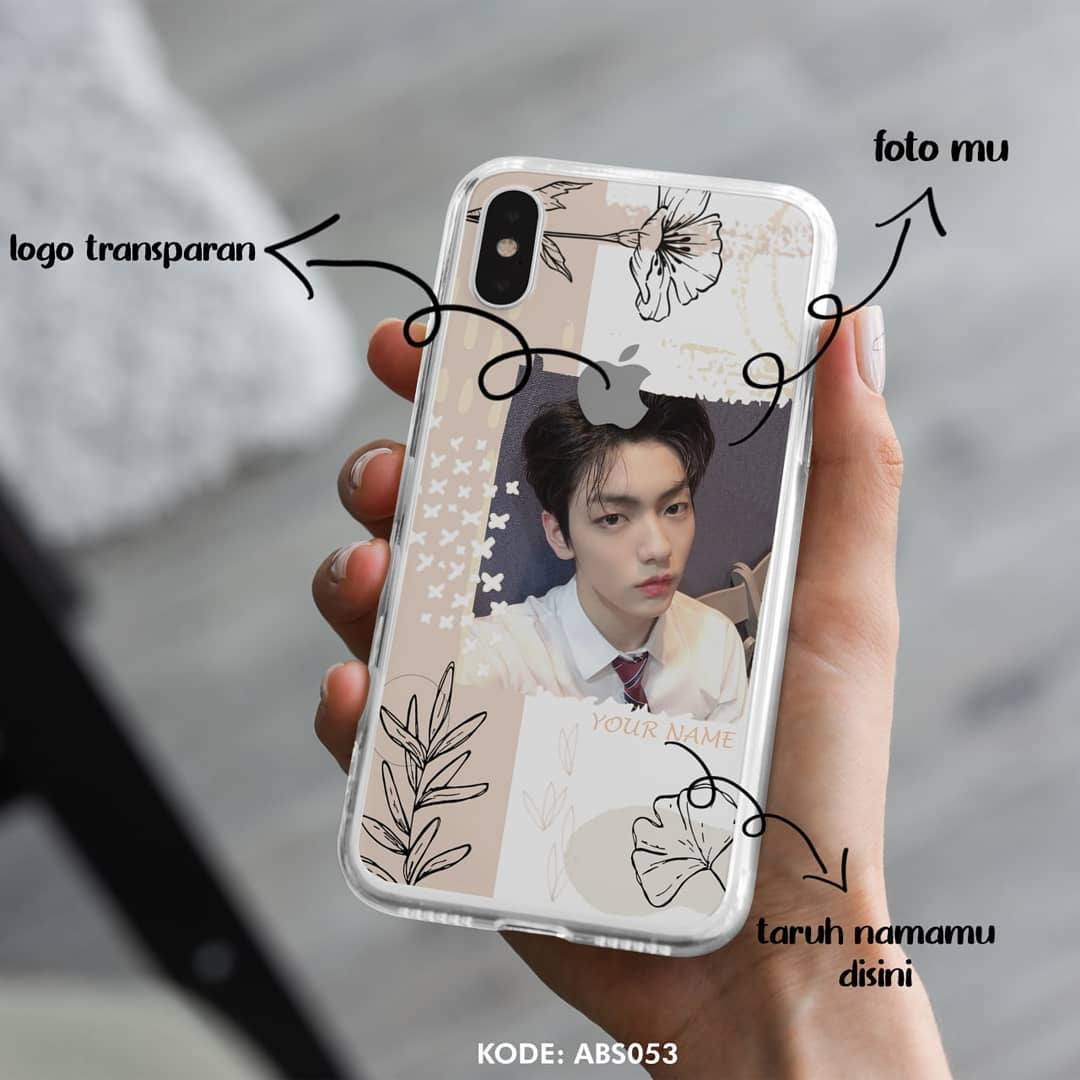 foto mu
logo transparan
YOUR NAME
taruh namamu
disini
KODE: ABS053